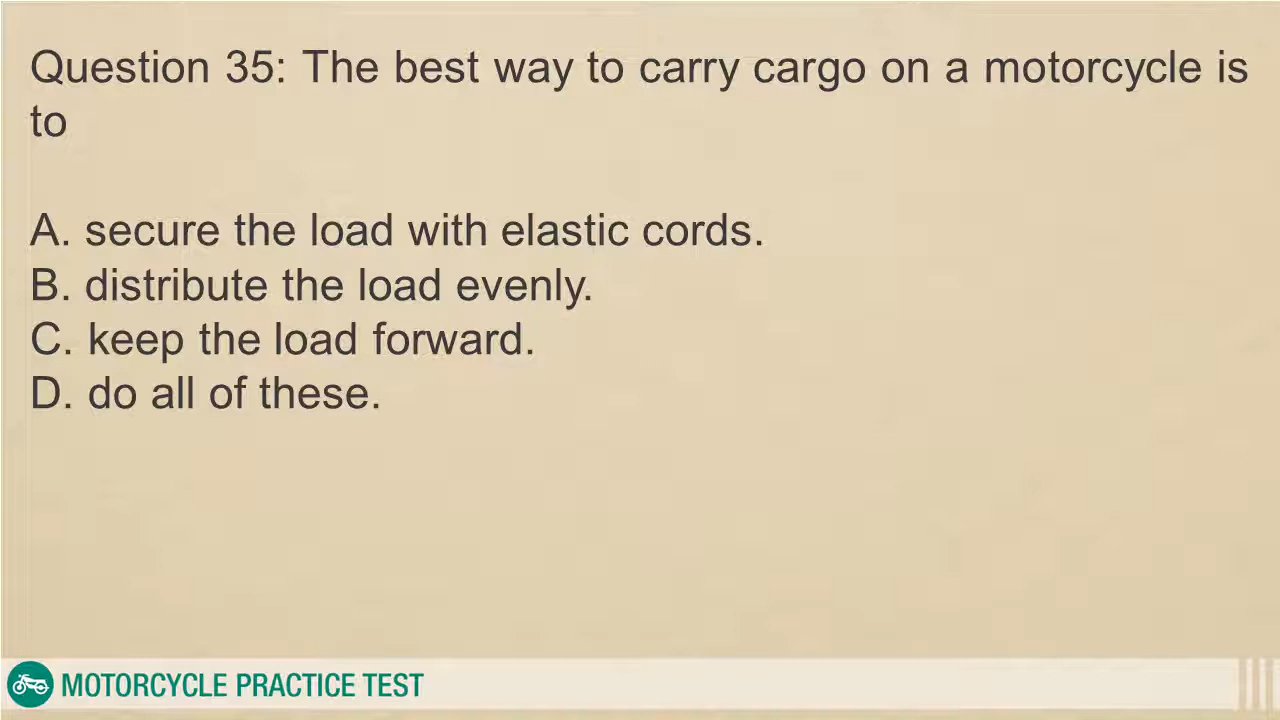 Question 35: The best way to carry cargo on a motorcycle is
to
A. secure the load with elastic cords.
B. distribute the load evenly.
C. keep the load forward.
D. do all of these.
MOTORCYCLE PRACTICE TEST